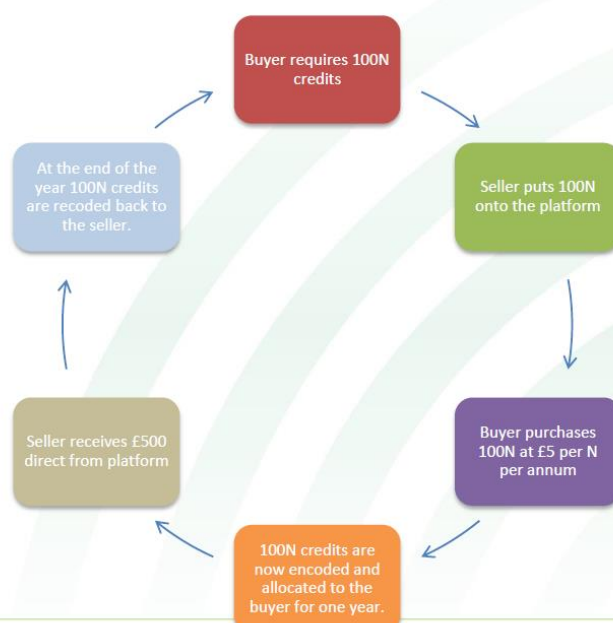 Buyer requires 100N
credits
Seller puts 100N
onto the platform
Buyer purchases
100N at £5 per N
per annum
100N credits are
now encoded and
allocated to the
buyer for one year.
Seller receives £500
direct from platform
At the end of the
year 100N credits
are recoded back to
the seller.